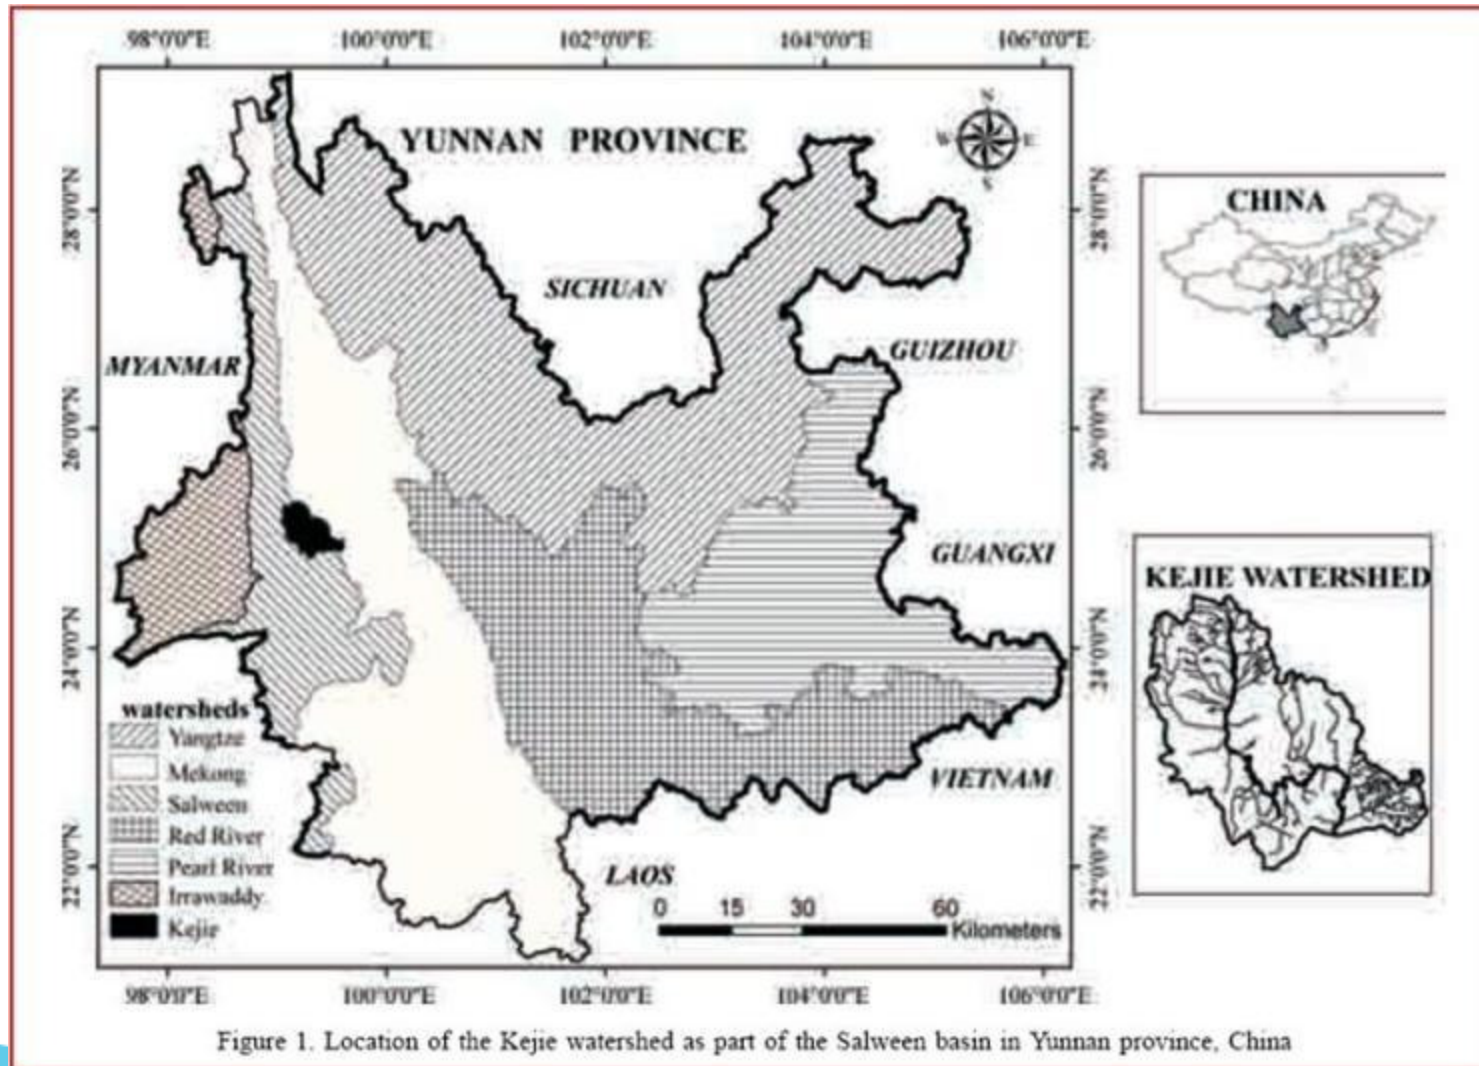 98°0'0"E 100°0'0"E 102°0'0"E 104°0'0"E 106°0'0"E
YUNNAN PROVINCE
N
W E
S
28°0'0"N
28°0'0"N
SICHUAN
MYANMAR
GUIZHOU
26°0'0"N
26°0'0"N
GUANGXI
24°0'0"N
24°0'0"N
watersheds
Yangtze
Mekong
Salween
Red River
Pearl River
Irrawaddy
Kejie
VIETNAM
22°0'0"N
22°0'0"N
LAOS
0 15 30 60
Kilometers
98°0'0"E 100°0'0"E 102°0'0"E 104°0'0"E 106°0'0"E
CHINA
KEJIE WATERSHED
Figure 1. Location of the Kejie watershed as part of the Salween basin in Yunnan province, China